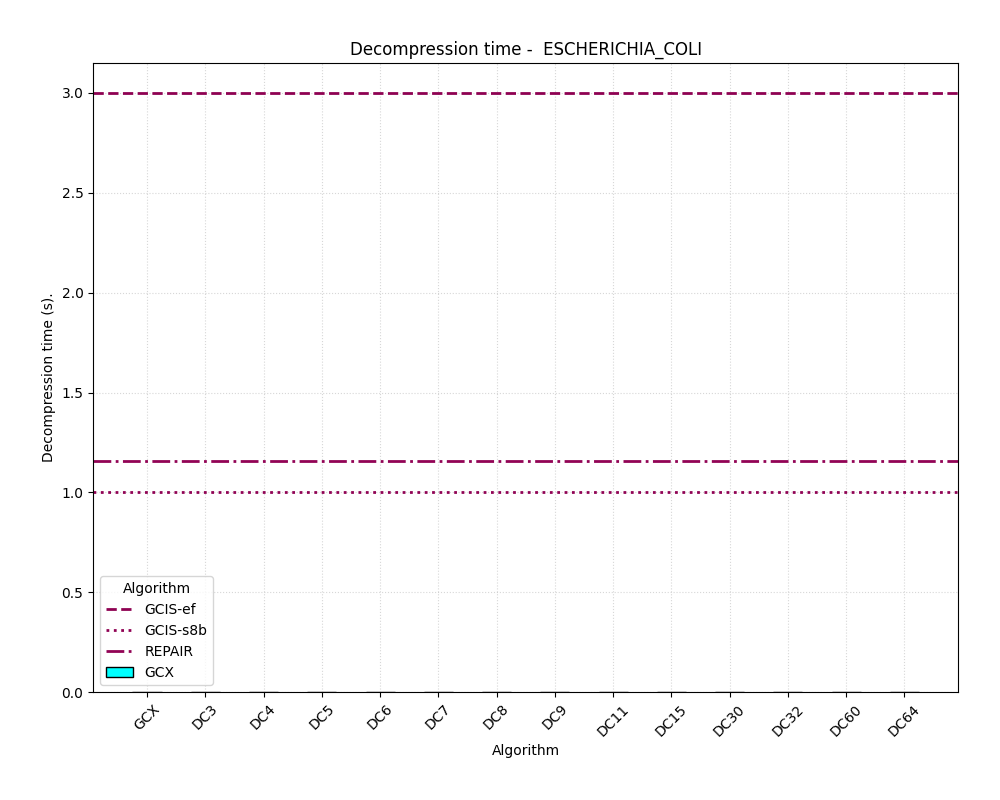 Decompression time -  ESCHERICHIA_COLI
Decompression time (s).
3.0
2.5
2.0
1.5
1.0
0.5
0.0
Algorithm
GCIS-ef
GCIS-s8b
REPAIR
GCX
GCX DC3 DC4 DC5 DC6 DC7 DC8 DC9 DC11 DC15 DC30 DC32 DC60 DC64
Algorithm